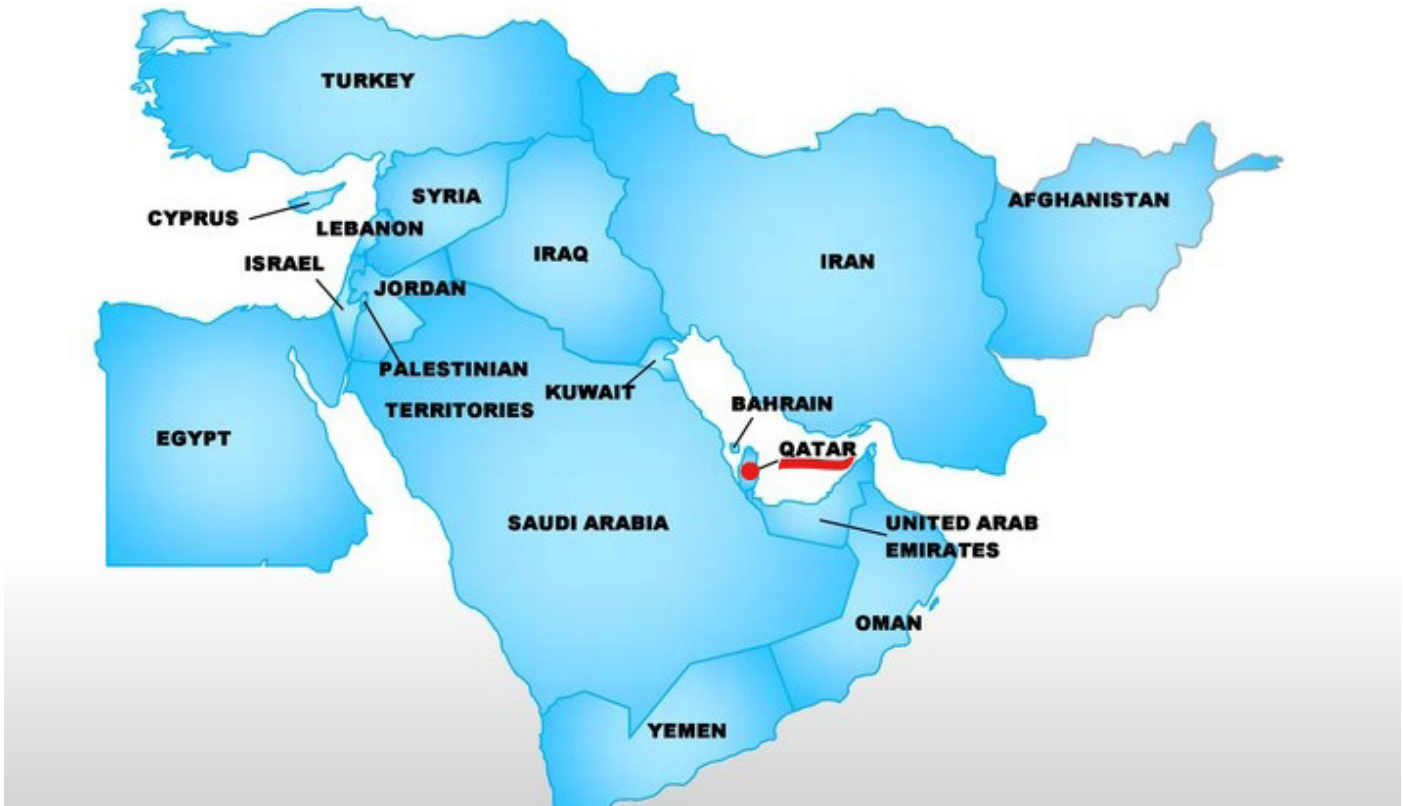 TURKEY
SYRIA
AFGHANISTAN
CYPRUS
LEBANON
ISRAEL
IRAQ
IRAN
JORDAN
PALESTINIAN
TERRITORIES
KUWAIT
BAHRAIN
EGYPT
QATAR
SAUDI ARABIA
UNITED ARAB
EMIRATES
OMAN
YEMEN